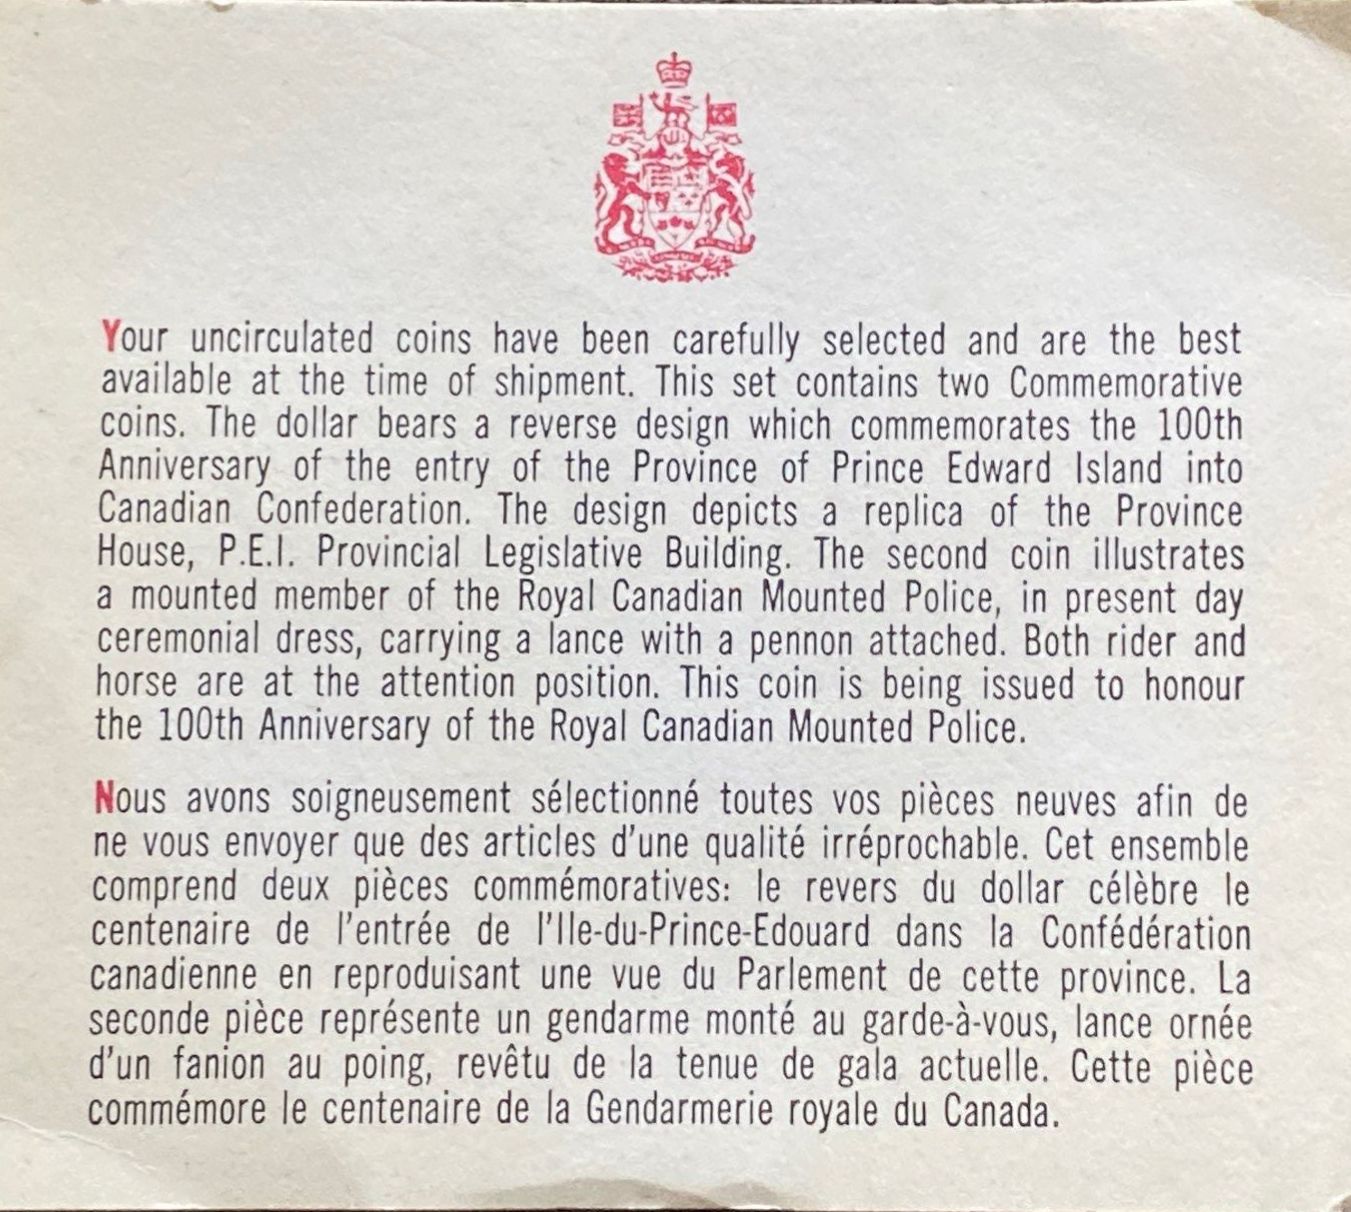 Your uncirculated coins have been carefully selected and are the best
available at the time of shipment. This set contains two Commemorative
coins. The dollar bears a reverse design which commemorates the 100th
Anniversary of the entry of the Province of Prince Edward Island into
Canadian Confederation. The design depicts a replica of the Province
House, P.E.I. Provincial Legislative Building. The second coin illustrates
a mounted member of the Royal Canadian Mounted Police, in present day
ceremonial dress, carrying a lance with a pennon attached. Both rider and
horse are at the attention position. This coin is being issued to honour
the 100th Anniversary of the Royal Canadian Mounted Police.
Nous avons soigneusement sélectionné toutes vos pièces neuves afin de
ne vous envoyer que des articles d'une qualité irréprochable. Cet ensemble
comprend deux pièces commémoratives: le revers du dollar célèbre le
centenaire de l'entrée de l'Ile-du-Prince-Edouard dans la Confédération
canadienne en reproduisant une vue du Parlement de cette province. La
seconde pièce représente un gendarme monté au garde-à-vous, lance ornée
d'un fanion au poing, revêtu de la tenue de gala actuelle. Cette pièce
commémore le centenaire de la Gendarmerie royale du Canada.